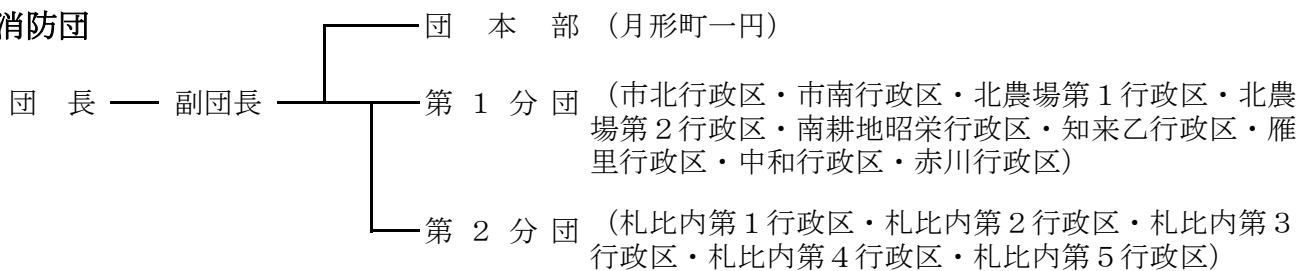 消防団
団本部 (月形町一円)
団長 副団長 第1分団 (市北行政区・市南行政区・北農場第1行政区・北農
場第2行政区・南耕地昭栄行政区・知来乙行政区・雁
里行政区・中和行政区・赤川行政区)
第2分団 (札比内第1行政区・札比内第2行政区・札比内第3
行政区・札比内第4行政区・札比内第5行政区)